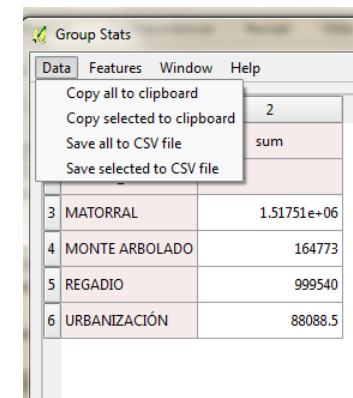 Group Stats
Data Features Window Help
Copy all to clipboard
Copy selected to clipboard
Save all to CSV file
Save selected to CSV file
2
sum
3 MATORRAL 1.51751e+06
4 MONTE ARBOLADO 164773
5 REGADIO 999540
6 URBANIZACIÓN 88088.5